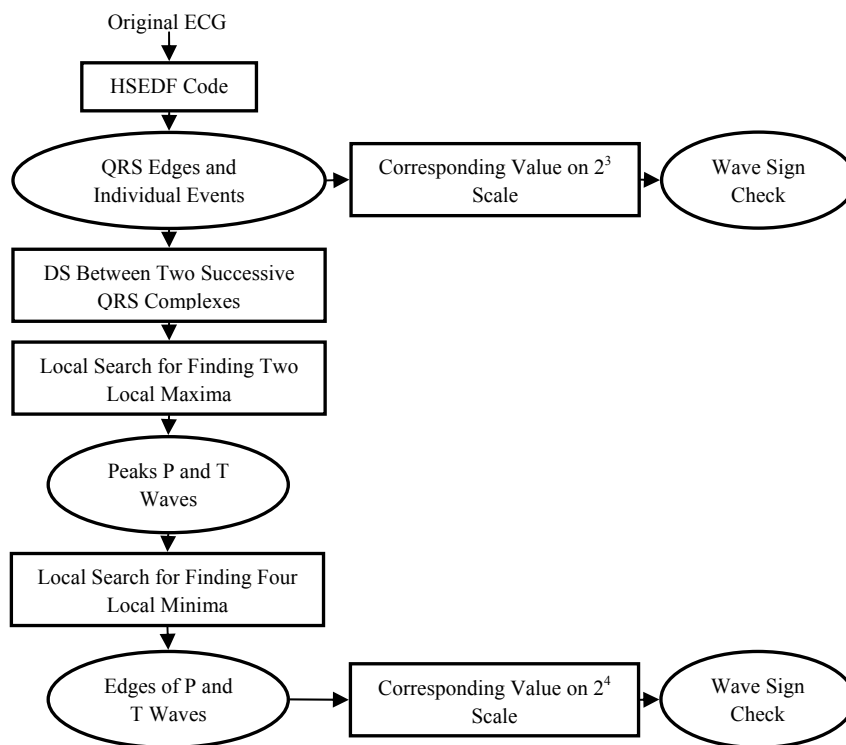 Original ECG
HSEDF Code
QRS Edges and
Individual Events
Corresponding Value on 2³
Scale
Wave Sign
Check
DS Between Two Successive
QRS Complexes
Local Search for Finding Two
Local Maxima
Peaks P and T
Waves
Local Search for Finding Four
Local Minima
Edges of P and
T Waves
Corresponding Value on 2⁴
Scale
Wave Sign
Check